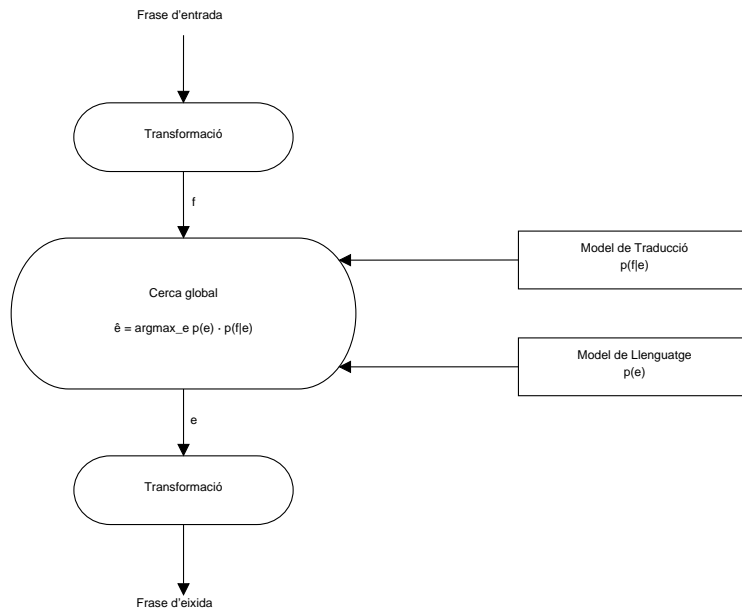 Frase d'entrada
Transformació
f
Cerca global
ê = argmax_e p(e) · p(f|e)
Model de Traducció
p(f|e)
Model de Llenguatge
p(e)
e
Transformació
Frase d'eixida